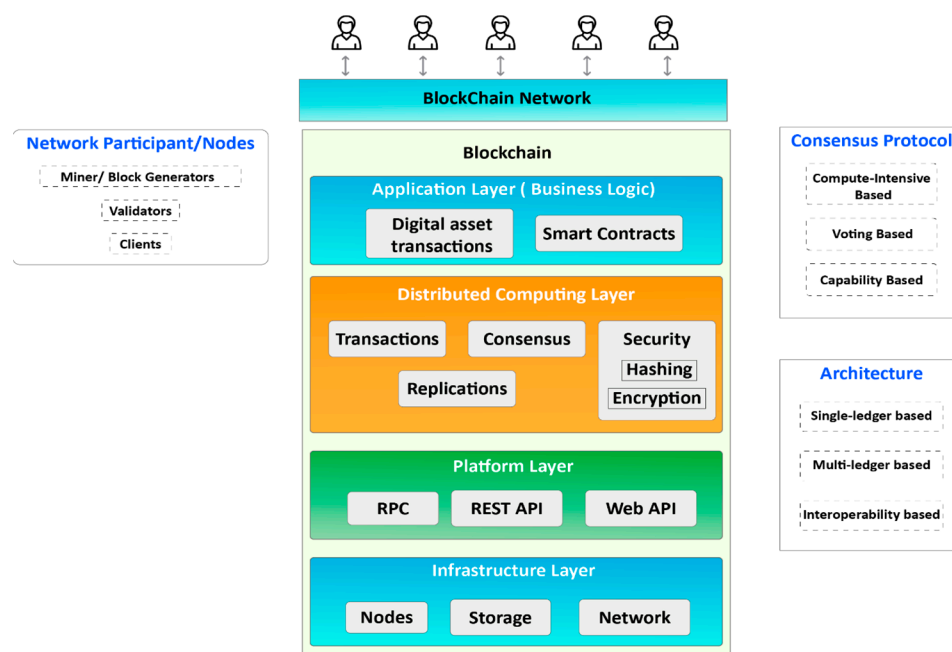 BlockChain Network
Network Participant/Nodes
Miner/ Block Generators
Validators
Clients
Blockchain
Application Layer ( Business Logic)
Digital asset
transactions
Smart Contracts
Distributed Computing Layer
Transactions
Consensus
Security
Hashing
Encryption
Replications
Platform Layer
RPC
REST API
Web API
Infrastructure Layer
Nodes
Storage
Network
Consensus Protocol
Compute-Intensive
Based
Voting Based
Capability Based
Architecture
Single-ledger based
Multi-ledger based
Interoperability based